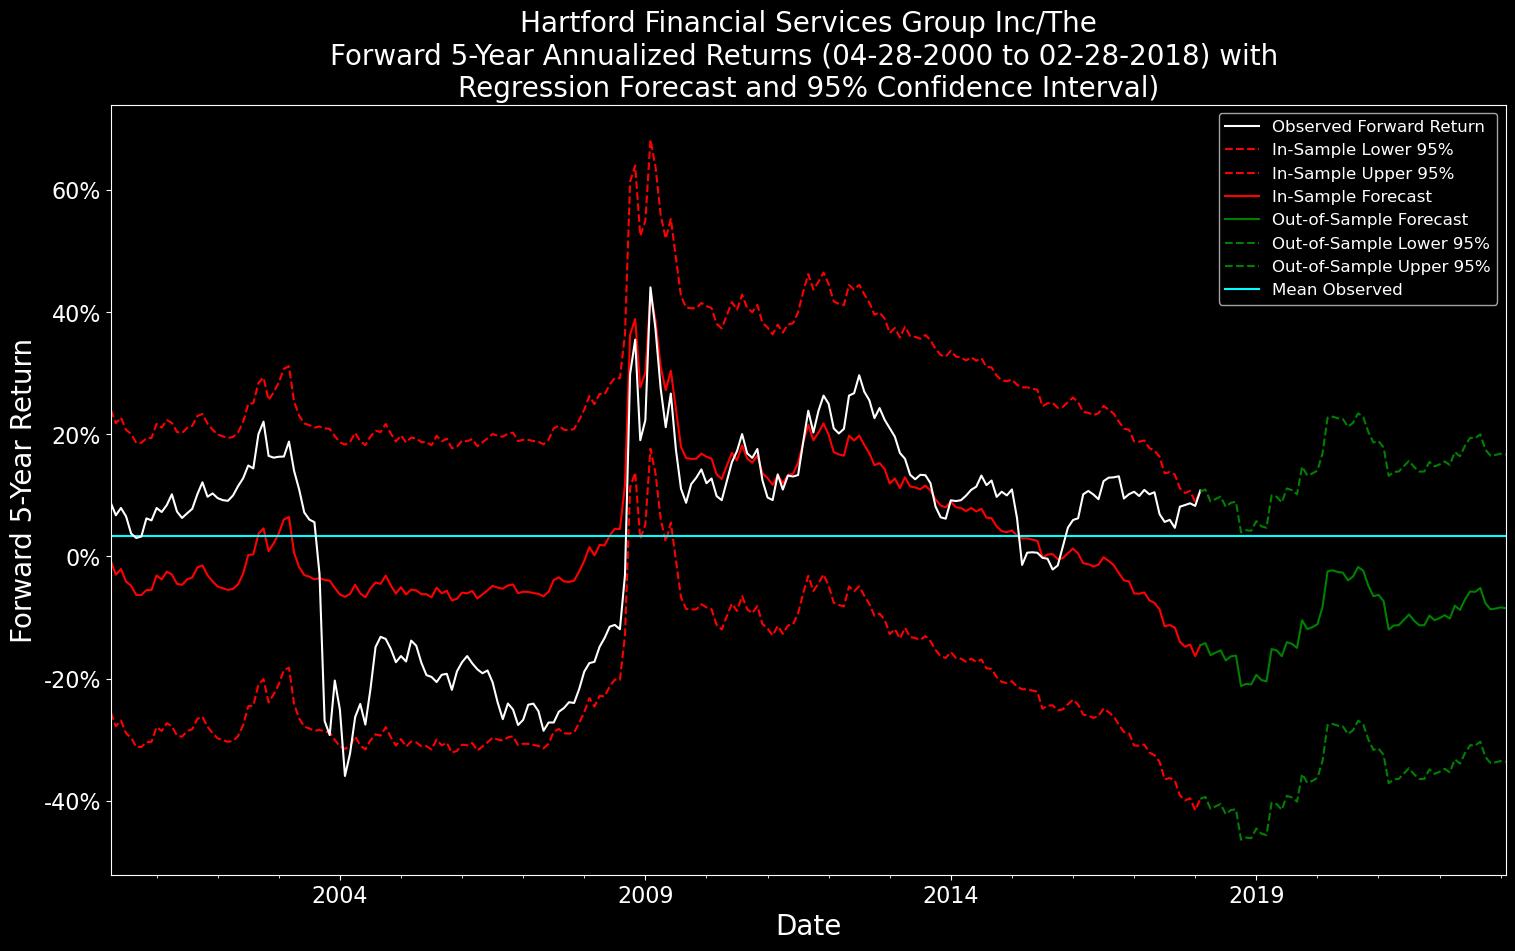 Hartford Financial Services Group Inc/The
Forward 5-Year Annualized Returns (04-28-2000 to 02-28-2018) with
Regression Forecast and 95% Confidence Interval)
Observed Forward Return
In-Sample Lower 95%
In-Sample Upper 95%
In-Sample Forecast
Out-of-Sample Forecast
Out-of-Sample Lower 95%
Out-of-Sample Upper 95%
Mean Observed
Forward 5-Year Return
60%
40%
20%
0%
-20%
-40%
2004
2009
2014
2019
Date